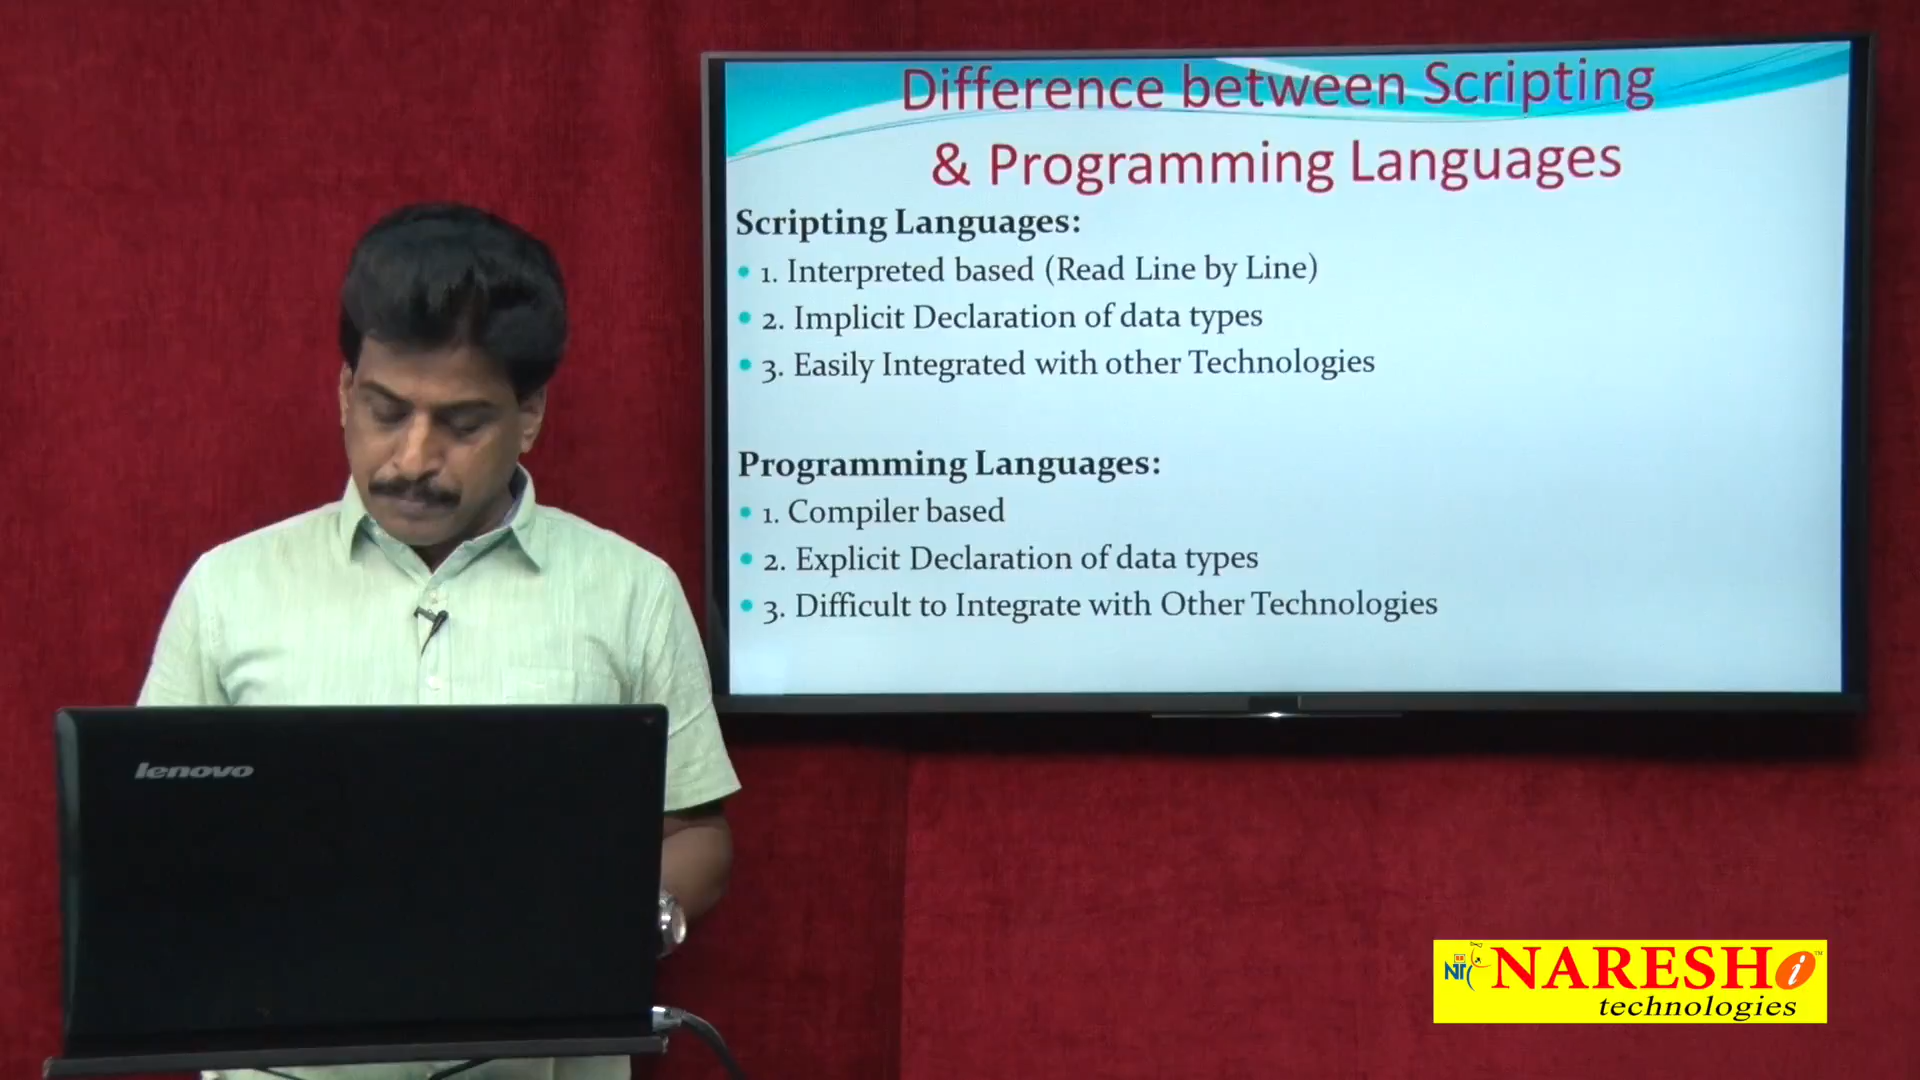 Difference between Scripting
& Programming Languages
Scripting Languages:
• 1. Interpreted based (Read Line by Line)
• 2. Implicit Declaration of data types
• 3. Easily Integrated with other Technologies
Programming Languages:
• 1. Compiler based
• 2. Explicit Declaration of data types
• 3. Difficult to Integrate with Other Technologies
lenovo
NT NARESH i ™
technologies